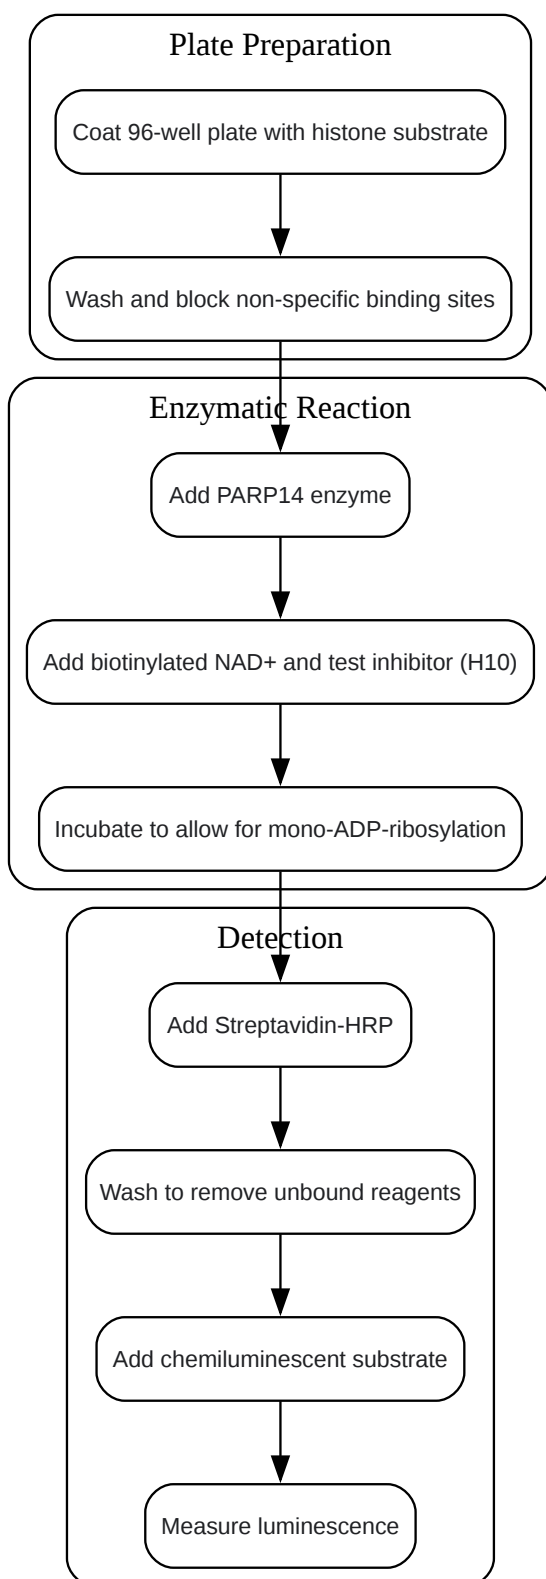 Plate Preparation
Coat 96-well plate with histone substrate
Wash and block non-specific binding sites
Enzymatic Reaction
Add PARP14 enzyme
Add biotinylated NAD+ and test inhibitor (H10)
Incubate to allow for mono-ADP-ribosylation
Detection
Add Streptavidin-HRP
Wash to remove unbound reagents
Add chemiluminescent substrate
Measure luminescence